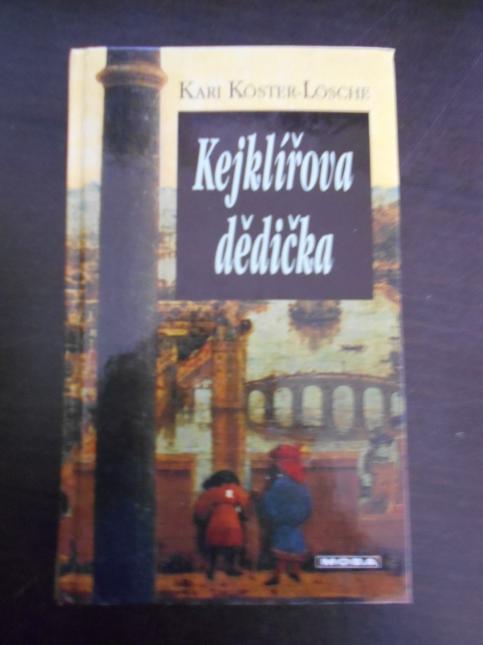 KARI KÖSTER-LÖSCHE
Kejklířova
dědička
MOBA